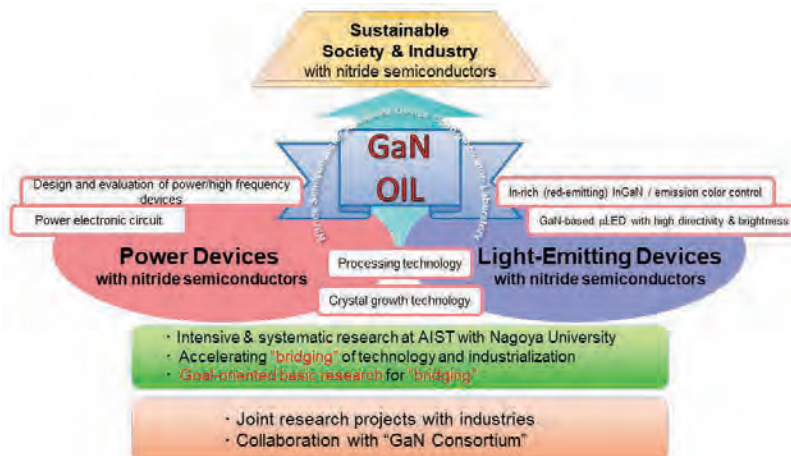 Sustainable
Society & Industry
with nitride semiconductors
GaN
OIL
Design and evaluation of power/high frequency
devices
Power electronic circuit
In-rich (red-emitting) InGaN / emission color control
GaN-based μLED with high directivity & brightness
Power Devices
with nitride semiconductors
Light-Emitting Devices
with nitride semiconductors
Processing technology
Crystal growth technology
・Intensive & systematic research at AIST with Nagoya University
・Accelerating "bridging" of technology and industrialization
・Goal-oriented basic research for "bridging"
・Joint research projects with industries
・Collaboration with "GaN Consortium"